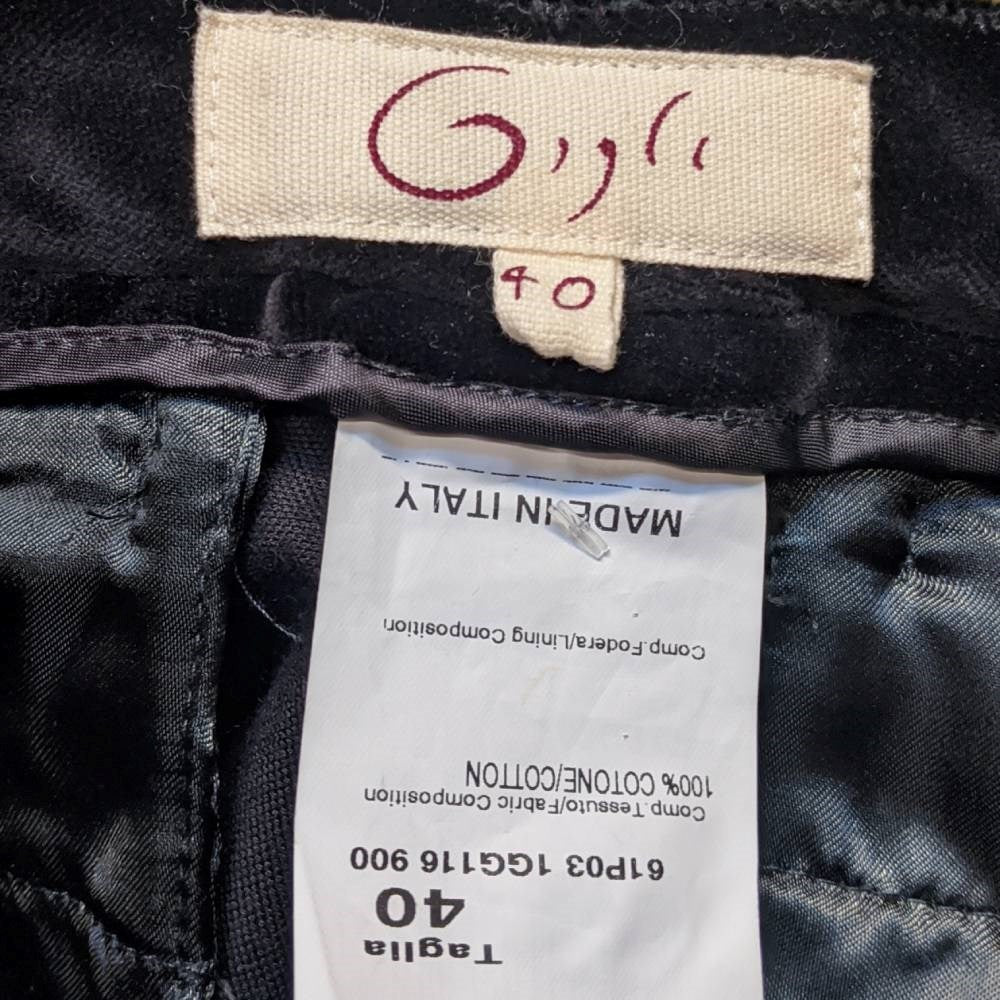 Gigli
40
Taglia
40
61P03 1GG116 900
Comp.Tessuto/Fabric Composition
100% COTONE/COTTON
Comp.Fodera/Lining Composition
MADE IN ITALY